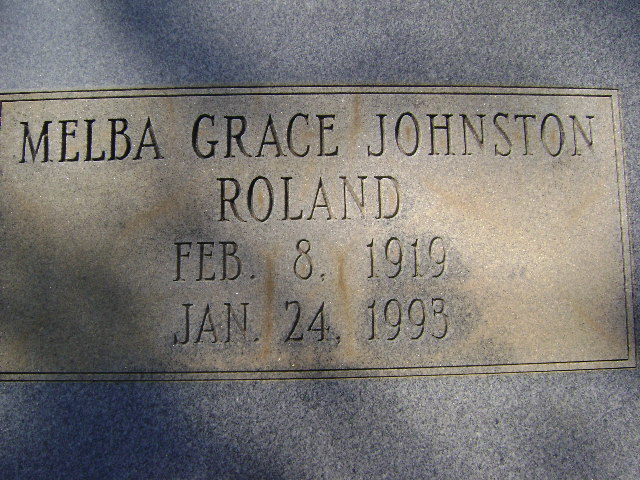 MELBA GRACE JOHNSTON
ROLAND
FEB. 8, 1919
JAN. 24, 1993